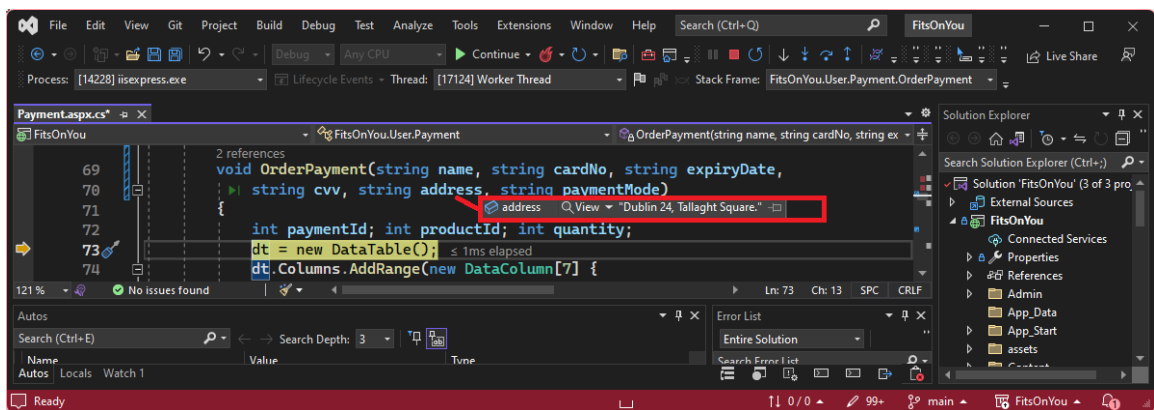 File Edit View Git Project Build Debug Test Analyze Tools Extensions Window Help Search (Ctrl+Q) FitsOnYou
Debug Any CPU Continue Live Share
Process: [14228] iisexpress.exe Lifecycle Events Thread: [17124] Worker Thread Stack Frame: FitsOnYou.User.Payment.OrderPayment
Payment.aspx.cs*
FitsOnYou FitsOnYou.User.Payment OrderPayment(string name, string cardNo, string ex
2 references
69 void OrderPayment(string name, string cardNo, string expiryDate,
70 string cvv, string address, string paymentMode)
address View "Dublin 24, Tallaght Square."
71 {
72 int paymentId; int productId; int quantity;
73 dt = new DataTable(); ≤ 1ms elapsed
74 dt.Columns.AddRange(new DataColumn[7] {
121 % No issues found Ln: 73 Ch: 13 SPC CRLF
Autos
Search (Ctrl+E) Search Depth: 3
Name Value Type
Autos Locals Watch 1
Error List
Entire Solution
Search Error List
Solution Explorer
Search Solution Explorer (Ctrl+;)
Solution 'FitsOnYou' (3 of 3 proj
External Sources
FitsOnYou
Connected Services
Properties
References
Admin
App_Data
App_Start
assets
Content
Ready 0 / 0 99+ main FitsOnYou 1